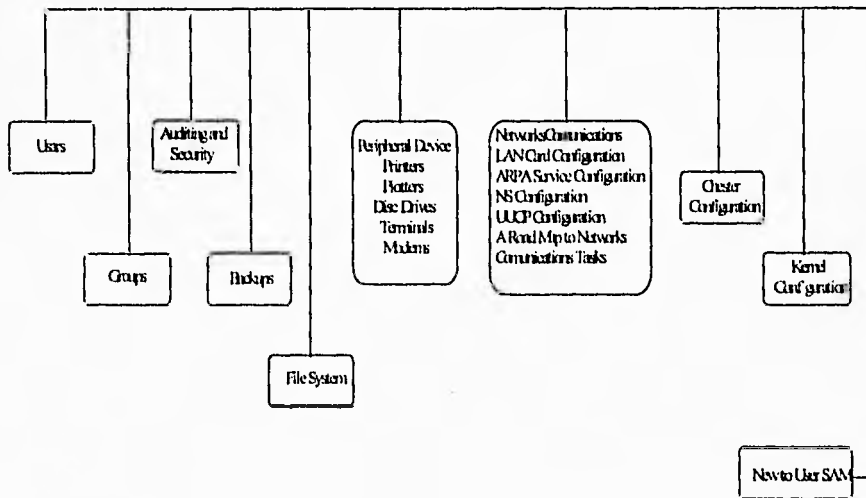 Users
Auditing and
Security
Groups
Backups
File System
Peripheral Device
Printers
Plotters
Disc Drives
Terminals
Modems
Networks Comunications
LAN Card Configuration
ARPA Service Configuration
NS Configuration
UUCP Configuration
A Road Map to Networks
Comunications Tasks
Cluster
Configuration
Kernel
Configuration
New to User SAM